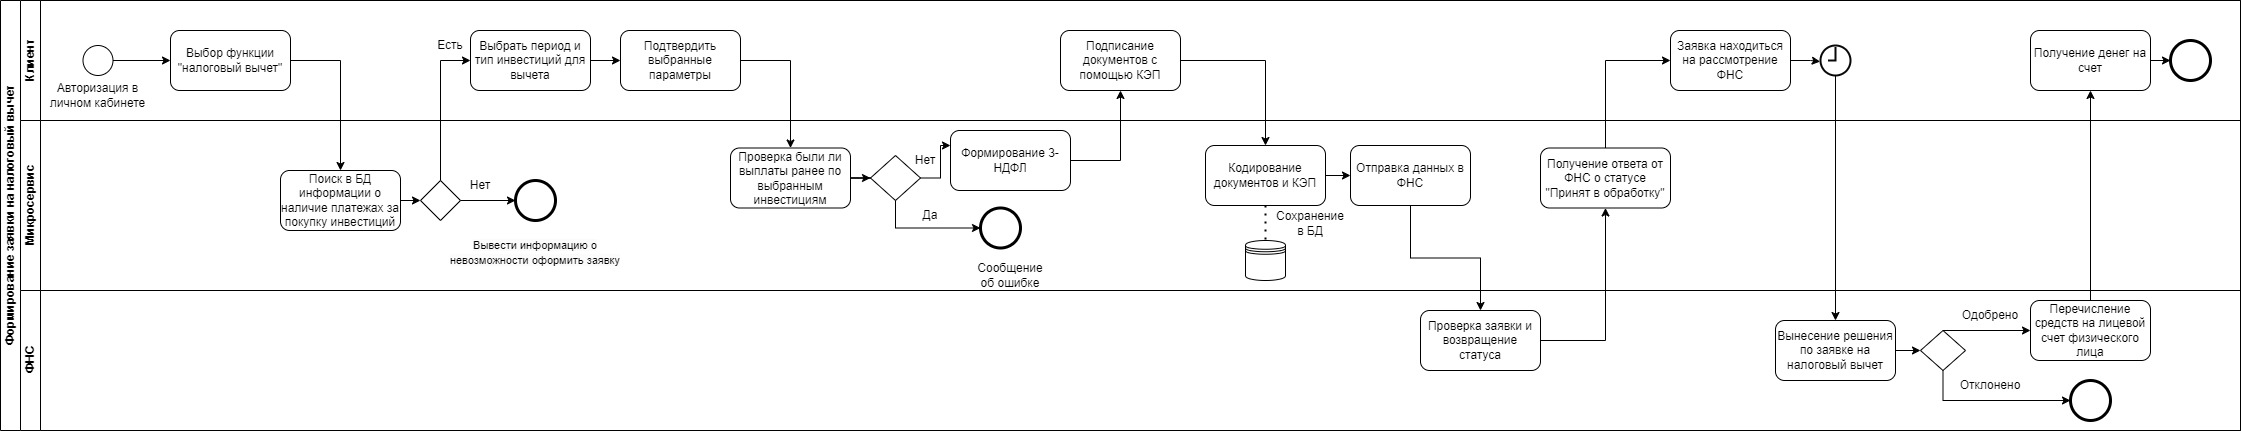 Формирование заявки на налоговый вычет
Клиент
Микросервис
ФНС
Авторизация в
личном кабинете
Выбор функции
"налоговый вычет"
Поиск в БД
информации о
наличие платежах за
покупку инвестиций
Есть
Нет
Вывести информацию о
невозможности оформить заявку
Выбрать период и
тип инвестиций для
вычета
Подтвердить
выбранные
параметры
Проверка были ли
выплаты ранее по
выбранным
инвестициям
Нет
Да
Сообщение
об ошибке
Формирование 3-
НДФЛ
Подписание
документов с
помощью КЭП
Кодирование
документов и КЭП
Сохранение
в БД
Отправка данных в
ФНС
Проверка заявки и
возвращение
статуса
Получение ответа от
ФНС о статусе
"Принят в обработку"
Заявка находиться
на рассмотрение
ФНС
Вынесение решения
по заявке на
налоговый вычет
Одобрено
Отклонено
Перечисление
средств на лицевой
счет физического
лица
Получение денег на
счет